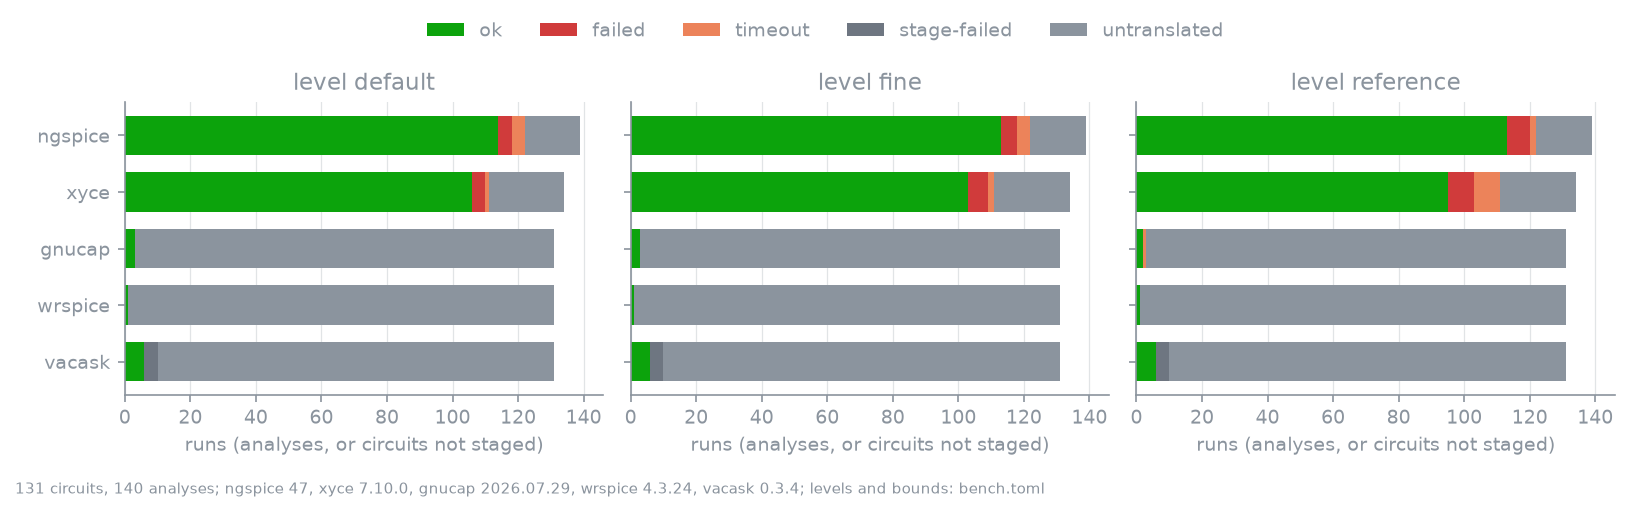 ok failed timeout stage-failed untranslated
level default level fine level reference
ngspice
xyce
gnucap
wrspice
vacask
0 20 40 60 80 100 120 140 0 20 40 60 80 100 120 140 0 20 40 60 80 100 120 140
runs (analyses, or circuits not staged) runs (analyses, or circuits not staged) runs (analyses, or circuits not staged)
131 circuits, 140 analyses; ngspice 47, xyce 7.10.0, gnucap 2026.07.29, wrspice 4.3.24, vacask 0.3.4; levels and bounds: bench.toml